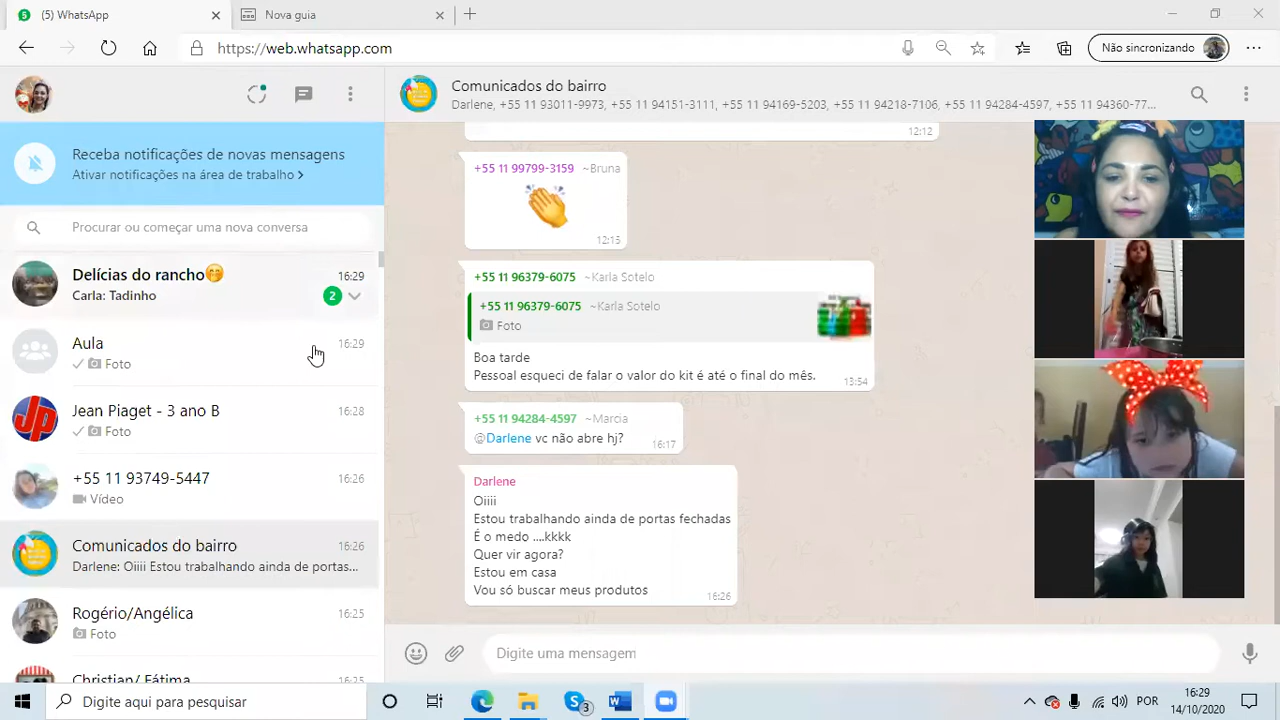 (5) WhatsApp
Nova guia
https://web.whatsapp.com
Não sincronizando
Receba notificações de novas mensagens
Ativar notificações na área de trabalho >
Procurar ou começar uma nova conversa
Delícias do rancho🤭
16:29
Carla: Tadinho
2
Aula
16:29
Foto
Jean Piaget - 3 ano B
16:28
Foto
+55 11 93749-5447
16:26
Vídeo
Comunicados do bairro
16:26
Darlene: Oiiii Estou trabalhando ainda de portas...
Rogério/Angélica
16:25
Foto
Christian/ Fátima
16:25
Comunicados do bairro
Darlene, +55 11 93011-9973, +55 11 94151-3111, +55 11 94169-5203, +55 11 94218-7106, +55 11 94284-4597, +55 11 94360-77...
12:12
+55 11 99799-3159 ~Bruna
👏
12:15
+55 11 96379-6075 ~Karla Sotelo
+55 11 96379-6075 ~Karla Sotelo
Foto
Boa tarde
Pessoal esqueci de falar o valor do kit é até o final do mês.
13:54
+55 11 94284-4597 ~Marcia
@Darlene vc não abre hj?
16:17
Darlene
Oiiii
Estou trabalhando ainda de portas fechadas
É o medo ....kkkk
Quer vir agora?
Estou em casa
Vou só buscar meus produtos
16:26
Digite uma mensagem
Digite aqui para pesquisar
3
POR
16:29
14/10/2020